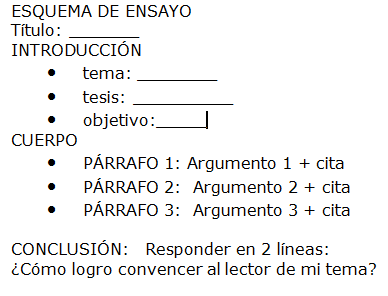 ESQUEMA DE ENSAYO
Título: _______
INTRODUCCIÓN
• tema: ________
• tesis: __________
• objetivo:_____
CUERPO
• PÁRRAFO 1: Argumento 1 + cita
• PÁRRAFO 2: Argumento 2 + cita
• PÁRRAFO 3: Argumento 3 + cita
CONCLUSIÓN: Responder en 2 líneas:
¿Cómo logro convencer al lector de mi tema?